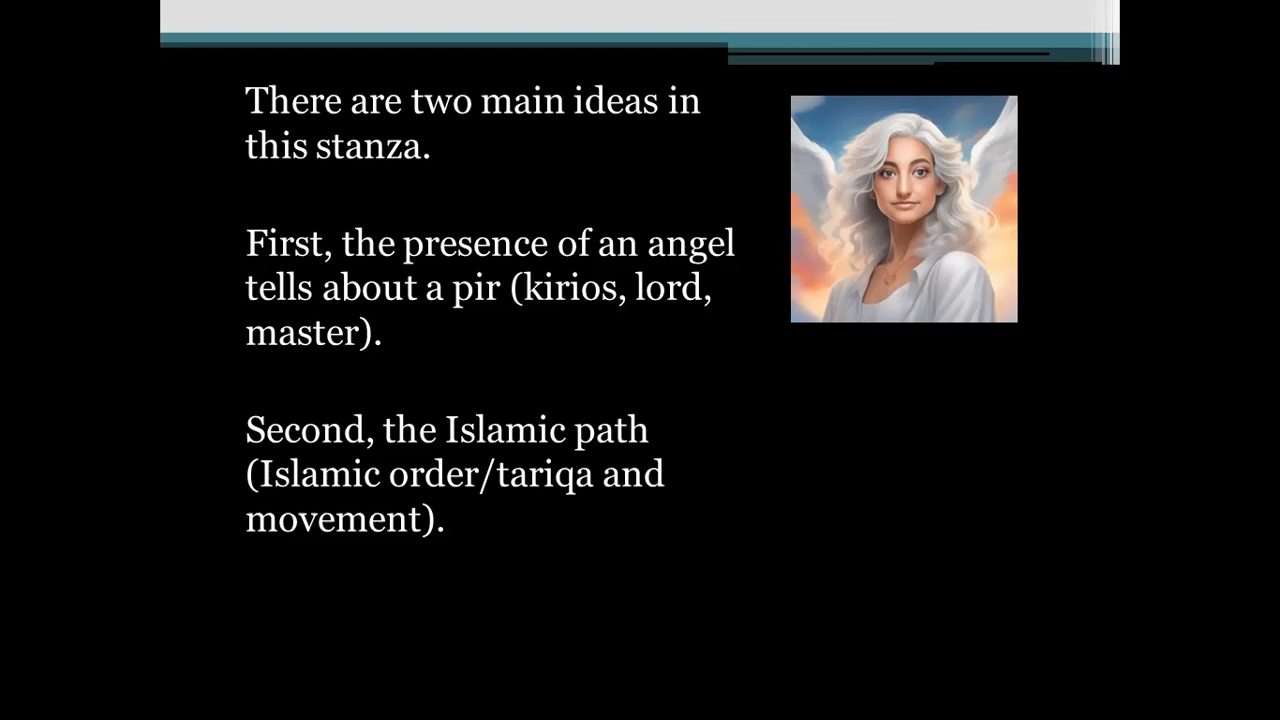 There are two main ideas in
this stanza.
First, the presence of an angel
tells about a pir (kirios, lord,
master).
Second, the Islamic path
(Islamic order/tariqa and
movement).